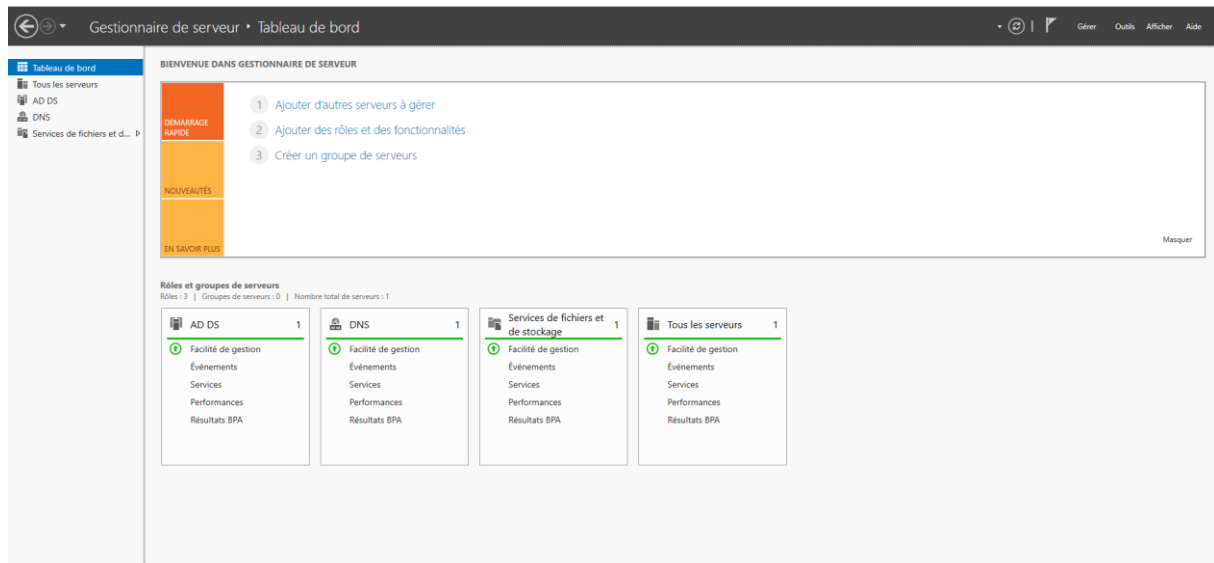 Gestionnaire de serveur ‣ Tableau de bord
Gérer Outils Afficher Aide
Tableau de bord
Tous les serveurs
AD DS
DNS
Services de fichiers et d...
BIENVENUE DANS GESTIONNAIRE DE SERVEUR
DÉMARRAGE
RAPIDE
NOUVEAUTÉS
EN SAVOIR PLUS
1 Ajouter d'autres serveurs à gérer
2 Ajouter des rôles et des fonctionnalités
3 Créer un groupe de serveurs
Masquer
Rôles et groupes de serveurs
Rôles : 3 | Groupes de serveurs : 0 | Nombre total de serveurs : 1
AD DS 1
Facilité de gestion
Événements
Services
Performances
Résultats BPA
DNS 1
Facilité de gestion
Événements
Services
Performances
Résultats BPA
Services de fichiers et
de stockage 1
Facilité de gestion
Événements
Services
Performances
Résultats BPA
Tous les serveurs 1
Facilité de gestion
Événements
Services
Performances
Résultats BPA